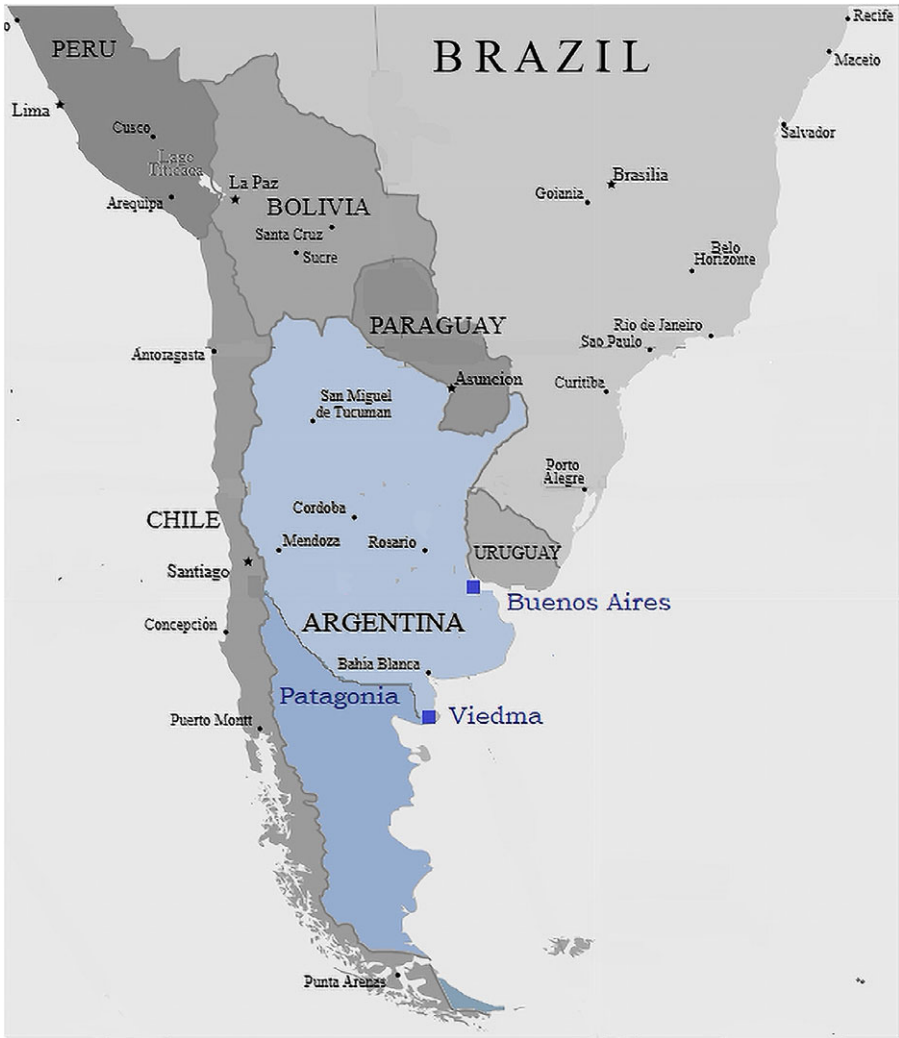 Recife
BRAZIL
PERU
Maceio
Lima
Cusco
Salvador
Lago
Titicaca
La Paz
Brasilia
Goiania
Arequipa
BOLIVIA
Santa Cruz
Sucre
Belo
Horizonte
PARAGUAY
Rio de Janeiro
Sao Paulo
Antofagasta
Asuncion
Curitiba
San Miguel
de Tucuman
Porto
Alegre
Cordoba
CHILE
Mendoza
Rosario
URUGUAY
Santiago
Buenos Aires
ARGENTINA
Concepción
Bahia Blanca
Patagonia
Viedma
Puerto Montt
Punta Arenas